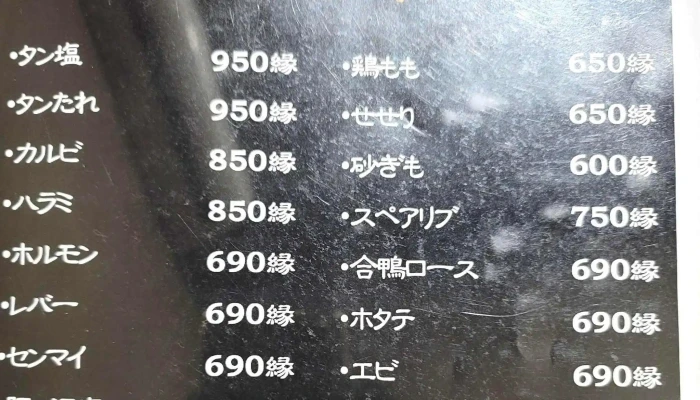 ・タン塩 950縁
・タンたれ 950縁
・カルビ 850縁
・ハラミ 850縁
・ホルモン 690縁
・レバー 690縁
・センマイ 690縁
・鶏もも 650縁
・せせり 650縁
・砂ぎも 600縁
・スペアリブ 750縁
・合鴨ロース 690縁
・ホタテ 690縁
・エビ 690縁